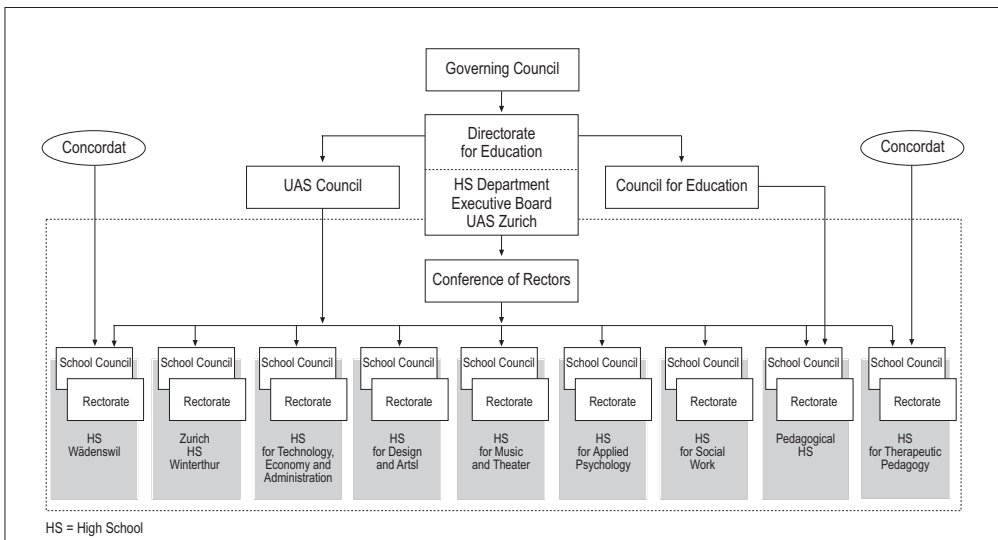 Governing Council
Directorate
for Education
HS Department
Executive Board
UAS Zurich
Concordat
UAS Council
Council for Education
Concordat
Conference of Rectors
School Council
Rectorate
HS
Wädenswil
School Council
Rectorate
Zurich
HS
Winterthur
School Council
Rectorate
HS
for Technology,
Economy and
Administration
School Council
Rectorate
HS
for Design
and Artsl
School Council
Rectorate
HS
for Music
and Theater
School Council
Rectorate
HS
for Applied
Psychology
School Council
Rectorate
HS
for Social
Work
School Council
Rectorate
Pedagogical
HS
School Council
Rectorate
HS
for Therapeutic
Pedagogy
HS = High School